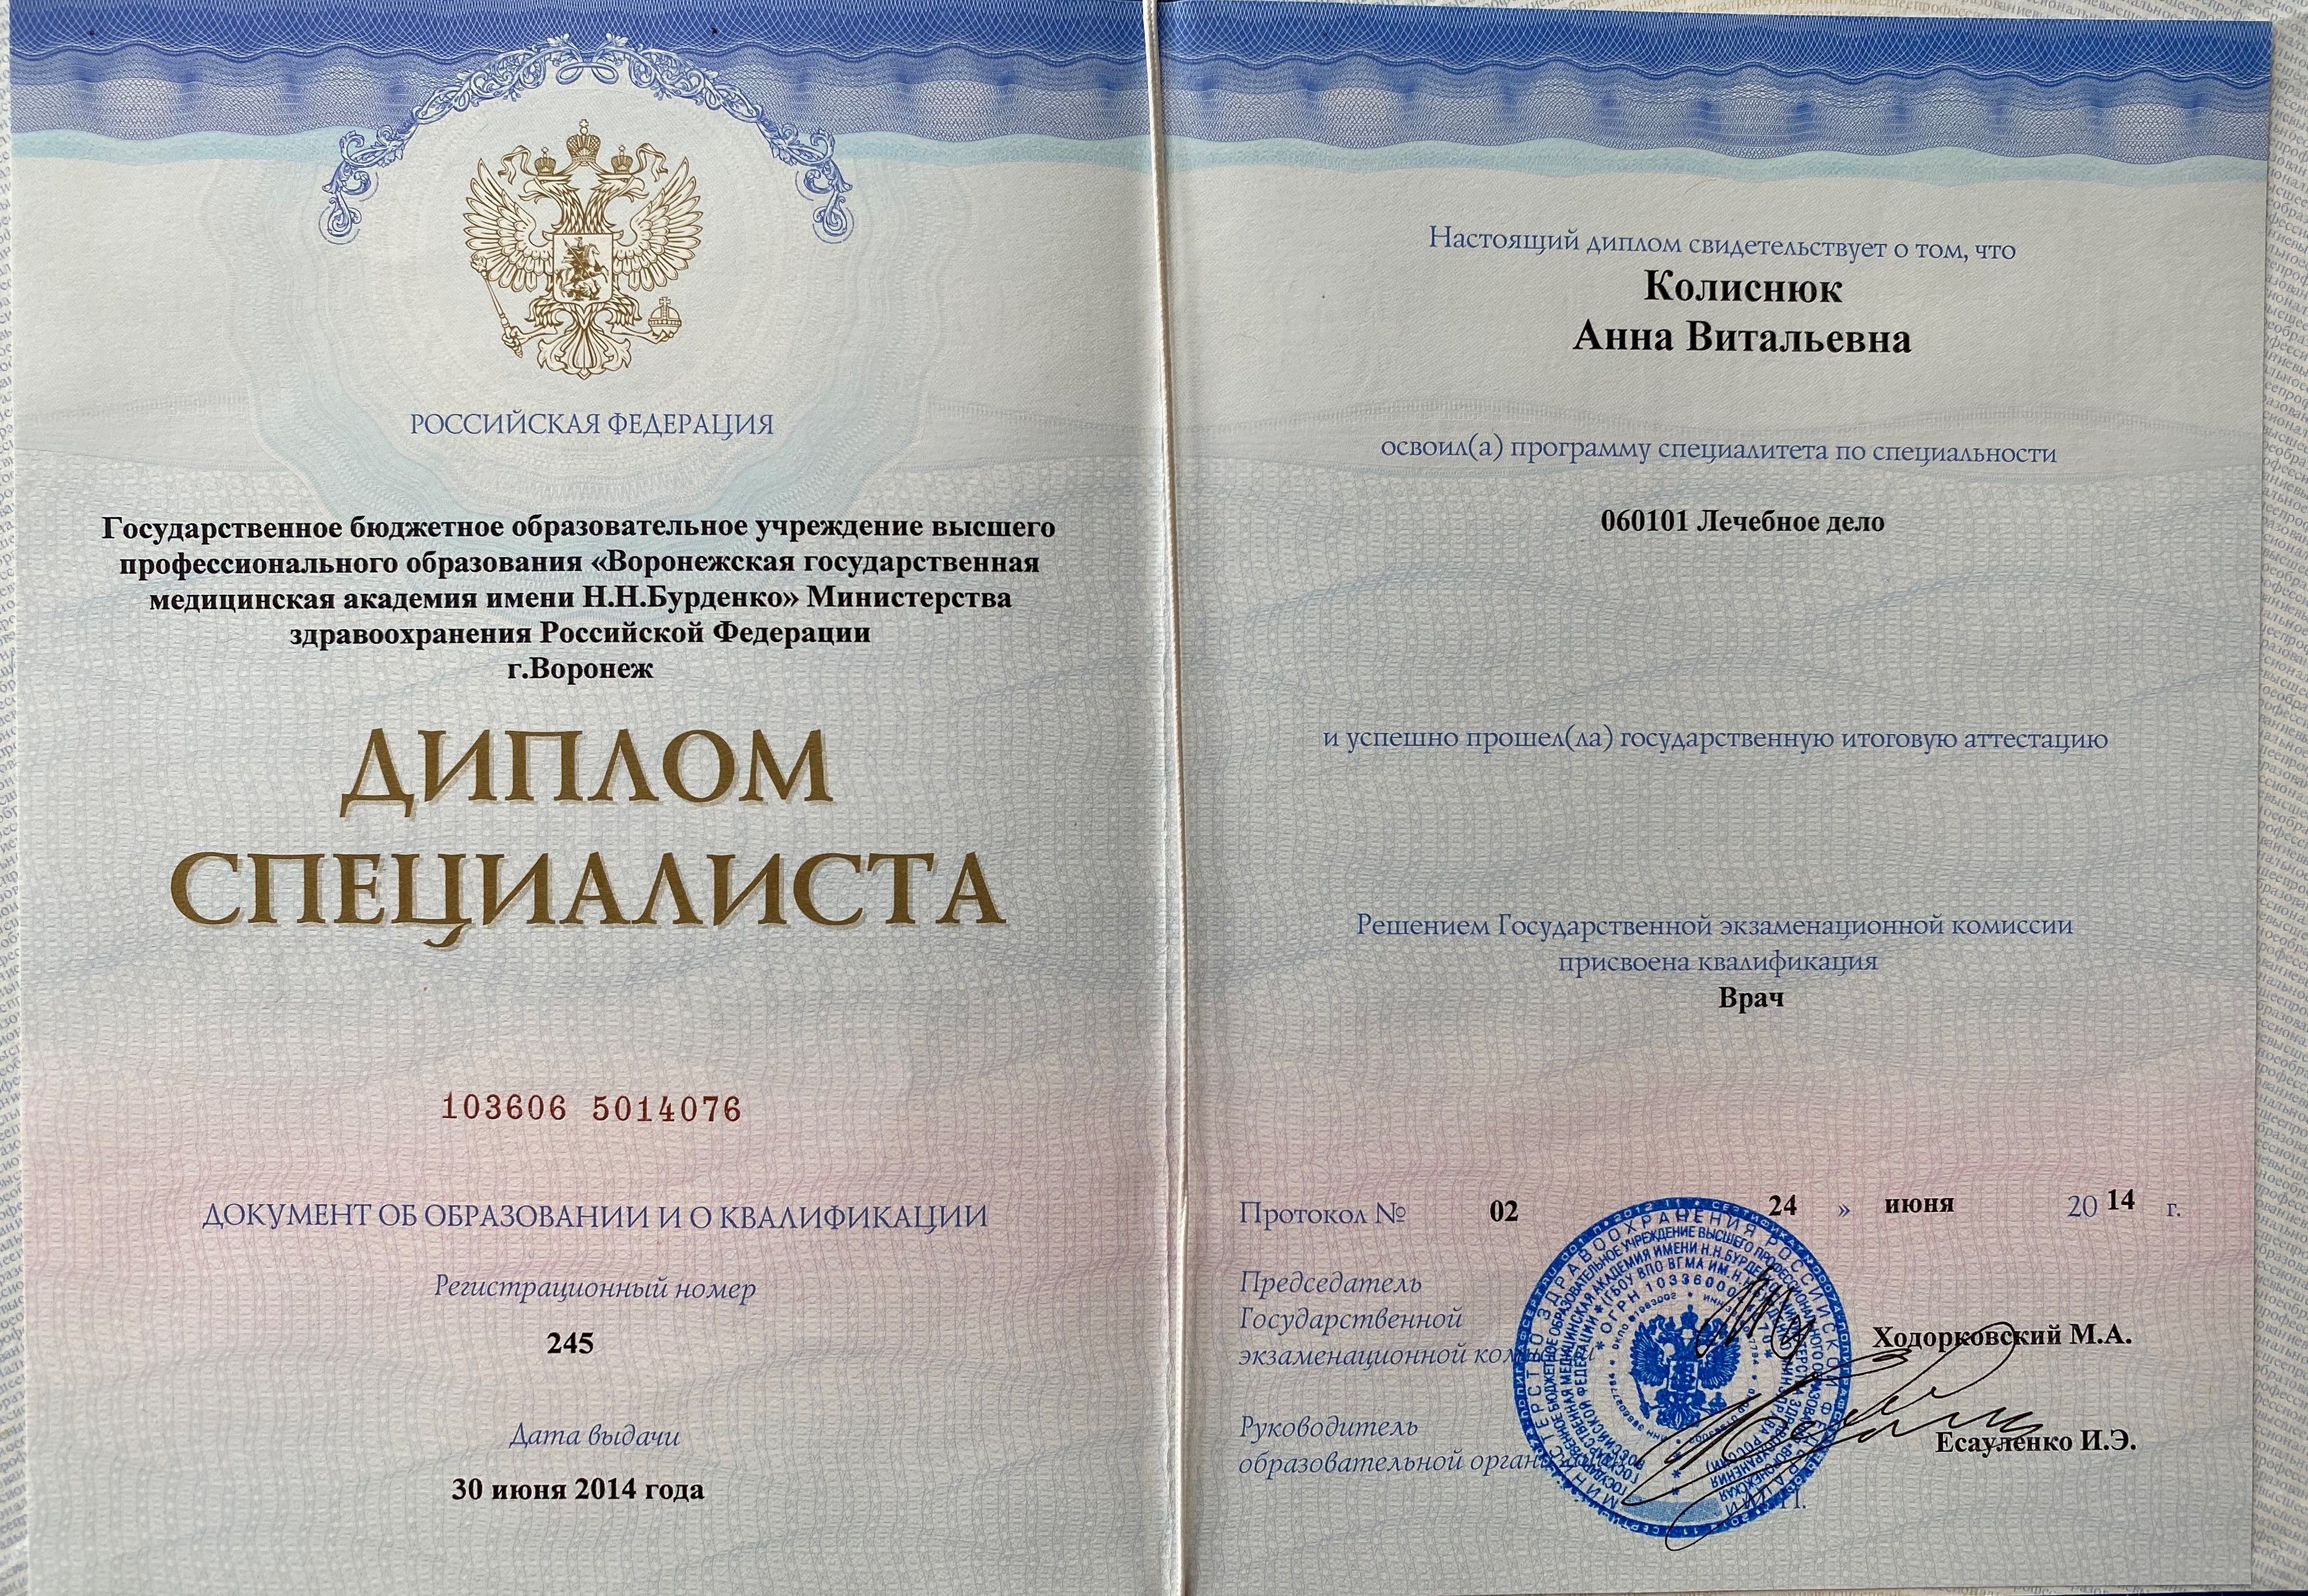 РОССИЙСКАЯ ФЕДЕРАЦИЯ
Государственное бюджетное образовательное учреждение высшего
профессионального образования «Воронежская государственная
медицинская академия имени Н.Н.Бурденко» Министерства
здравоохранения Российской Федерации
г.Воронеж
ДИПЛОМ
СПЕЦИАЛИСТА
103606 5014076
ДОКУМЕНТ ОБ ОБРАЗОВАНИИ И О КВАЛИФИКАЦИИ
Регистрационный номер
245
Дата выдачи
30 июня 2014 года
Настоящий диплом свидетельствует о том, что
Колиснюк
Анна Витальевна
освоил(а) программу специалитета по специальности
060101 Лечебное дело
и успешно прошел(ла) государственную итоговую аттестацию
Решением Государственной экзаменационной комиссии
присвоена квалификация
Врач
Протокол № 02 24 » июня 20 14 г.
Председатель
Государственной
экзаменационной
Ходорковский М.А.
Руководитель
образовательной
Есауленко И.Э.